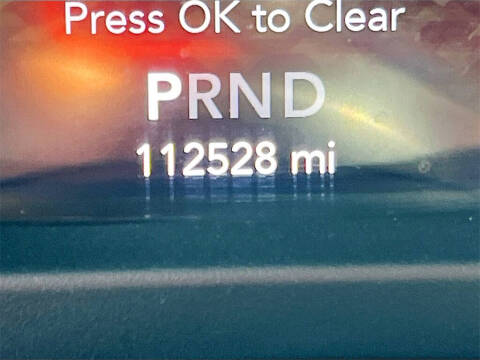 Press OK to Clear
PRND
112528 mi